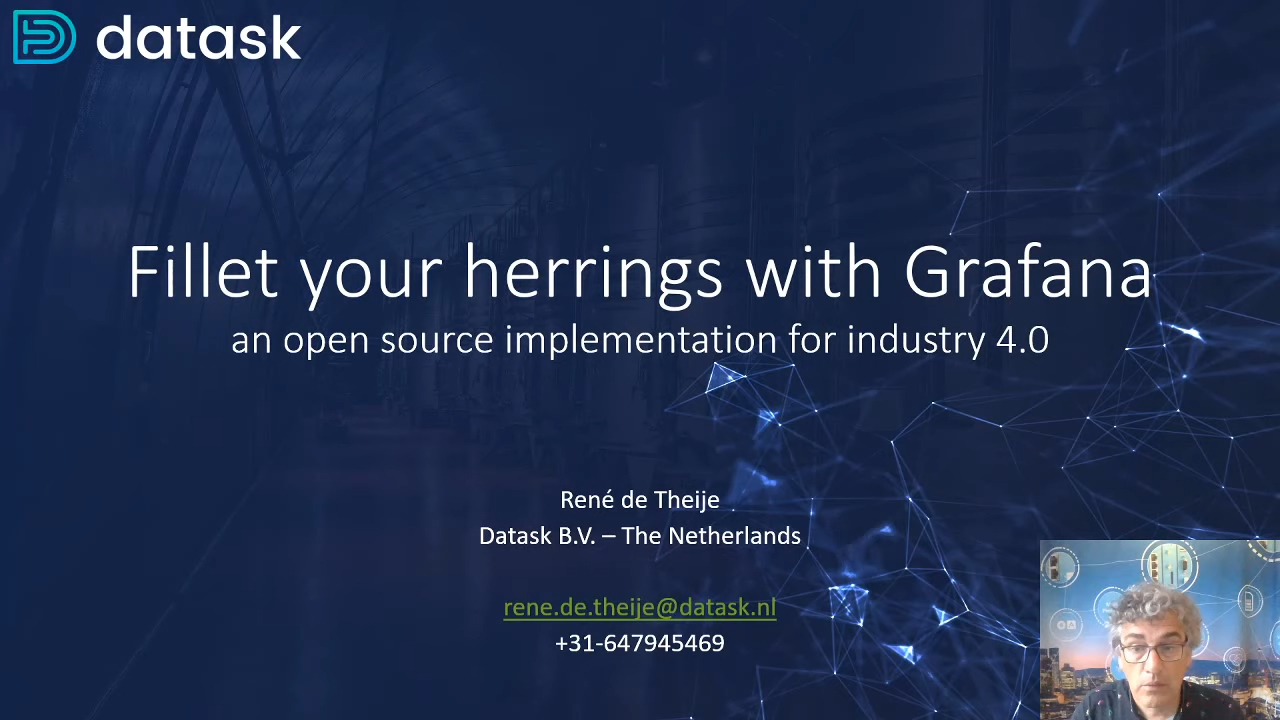 datask
Fillet your herrings with Grafana
an open source implementation for industry 4.0
René de Theije
Datask B.V. – The Netherlands
rene.de.theije@datask.nl
+31-647945469